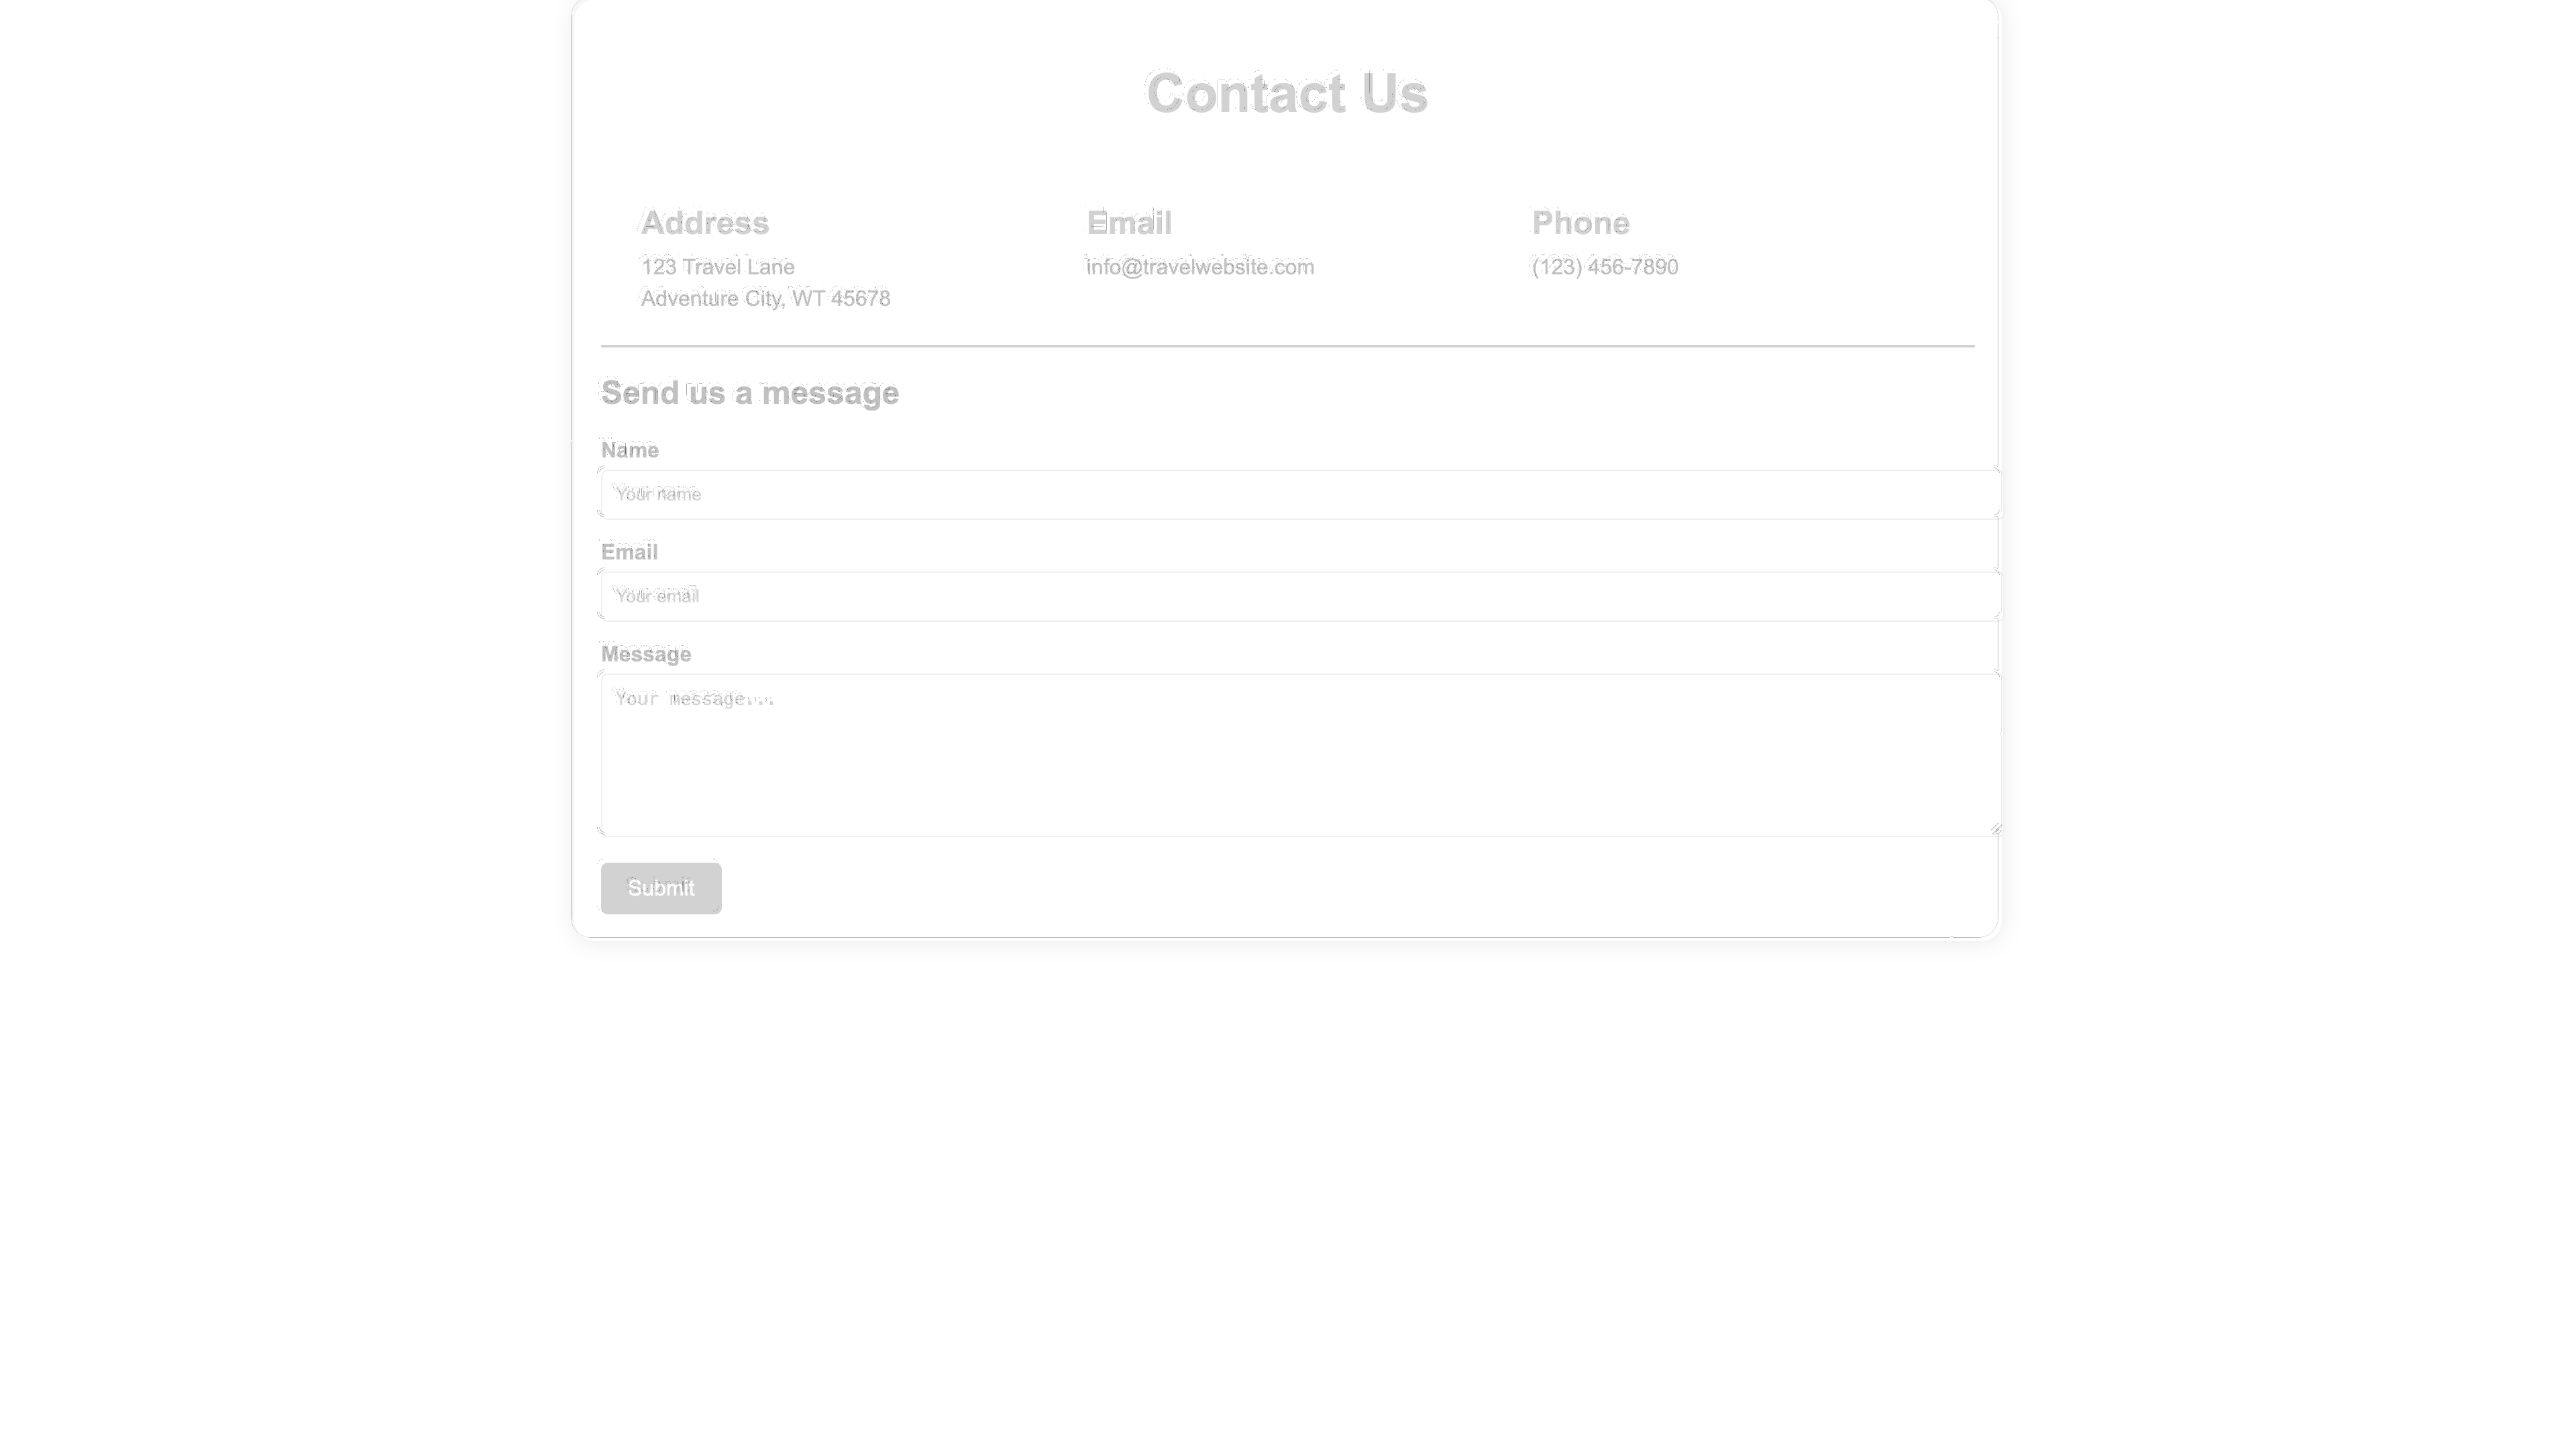 Contact Us
Address
123 Travel Lane
Adventure City, WT 45678
Email
info@travelwebsite.com
Phone
(123) 456-7890
Send us a message
Name
Your name
Email
Your email
Message
Your message...
Submit